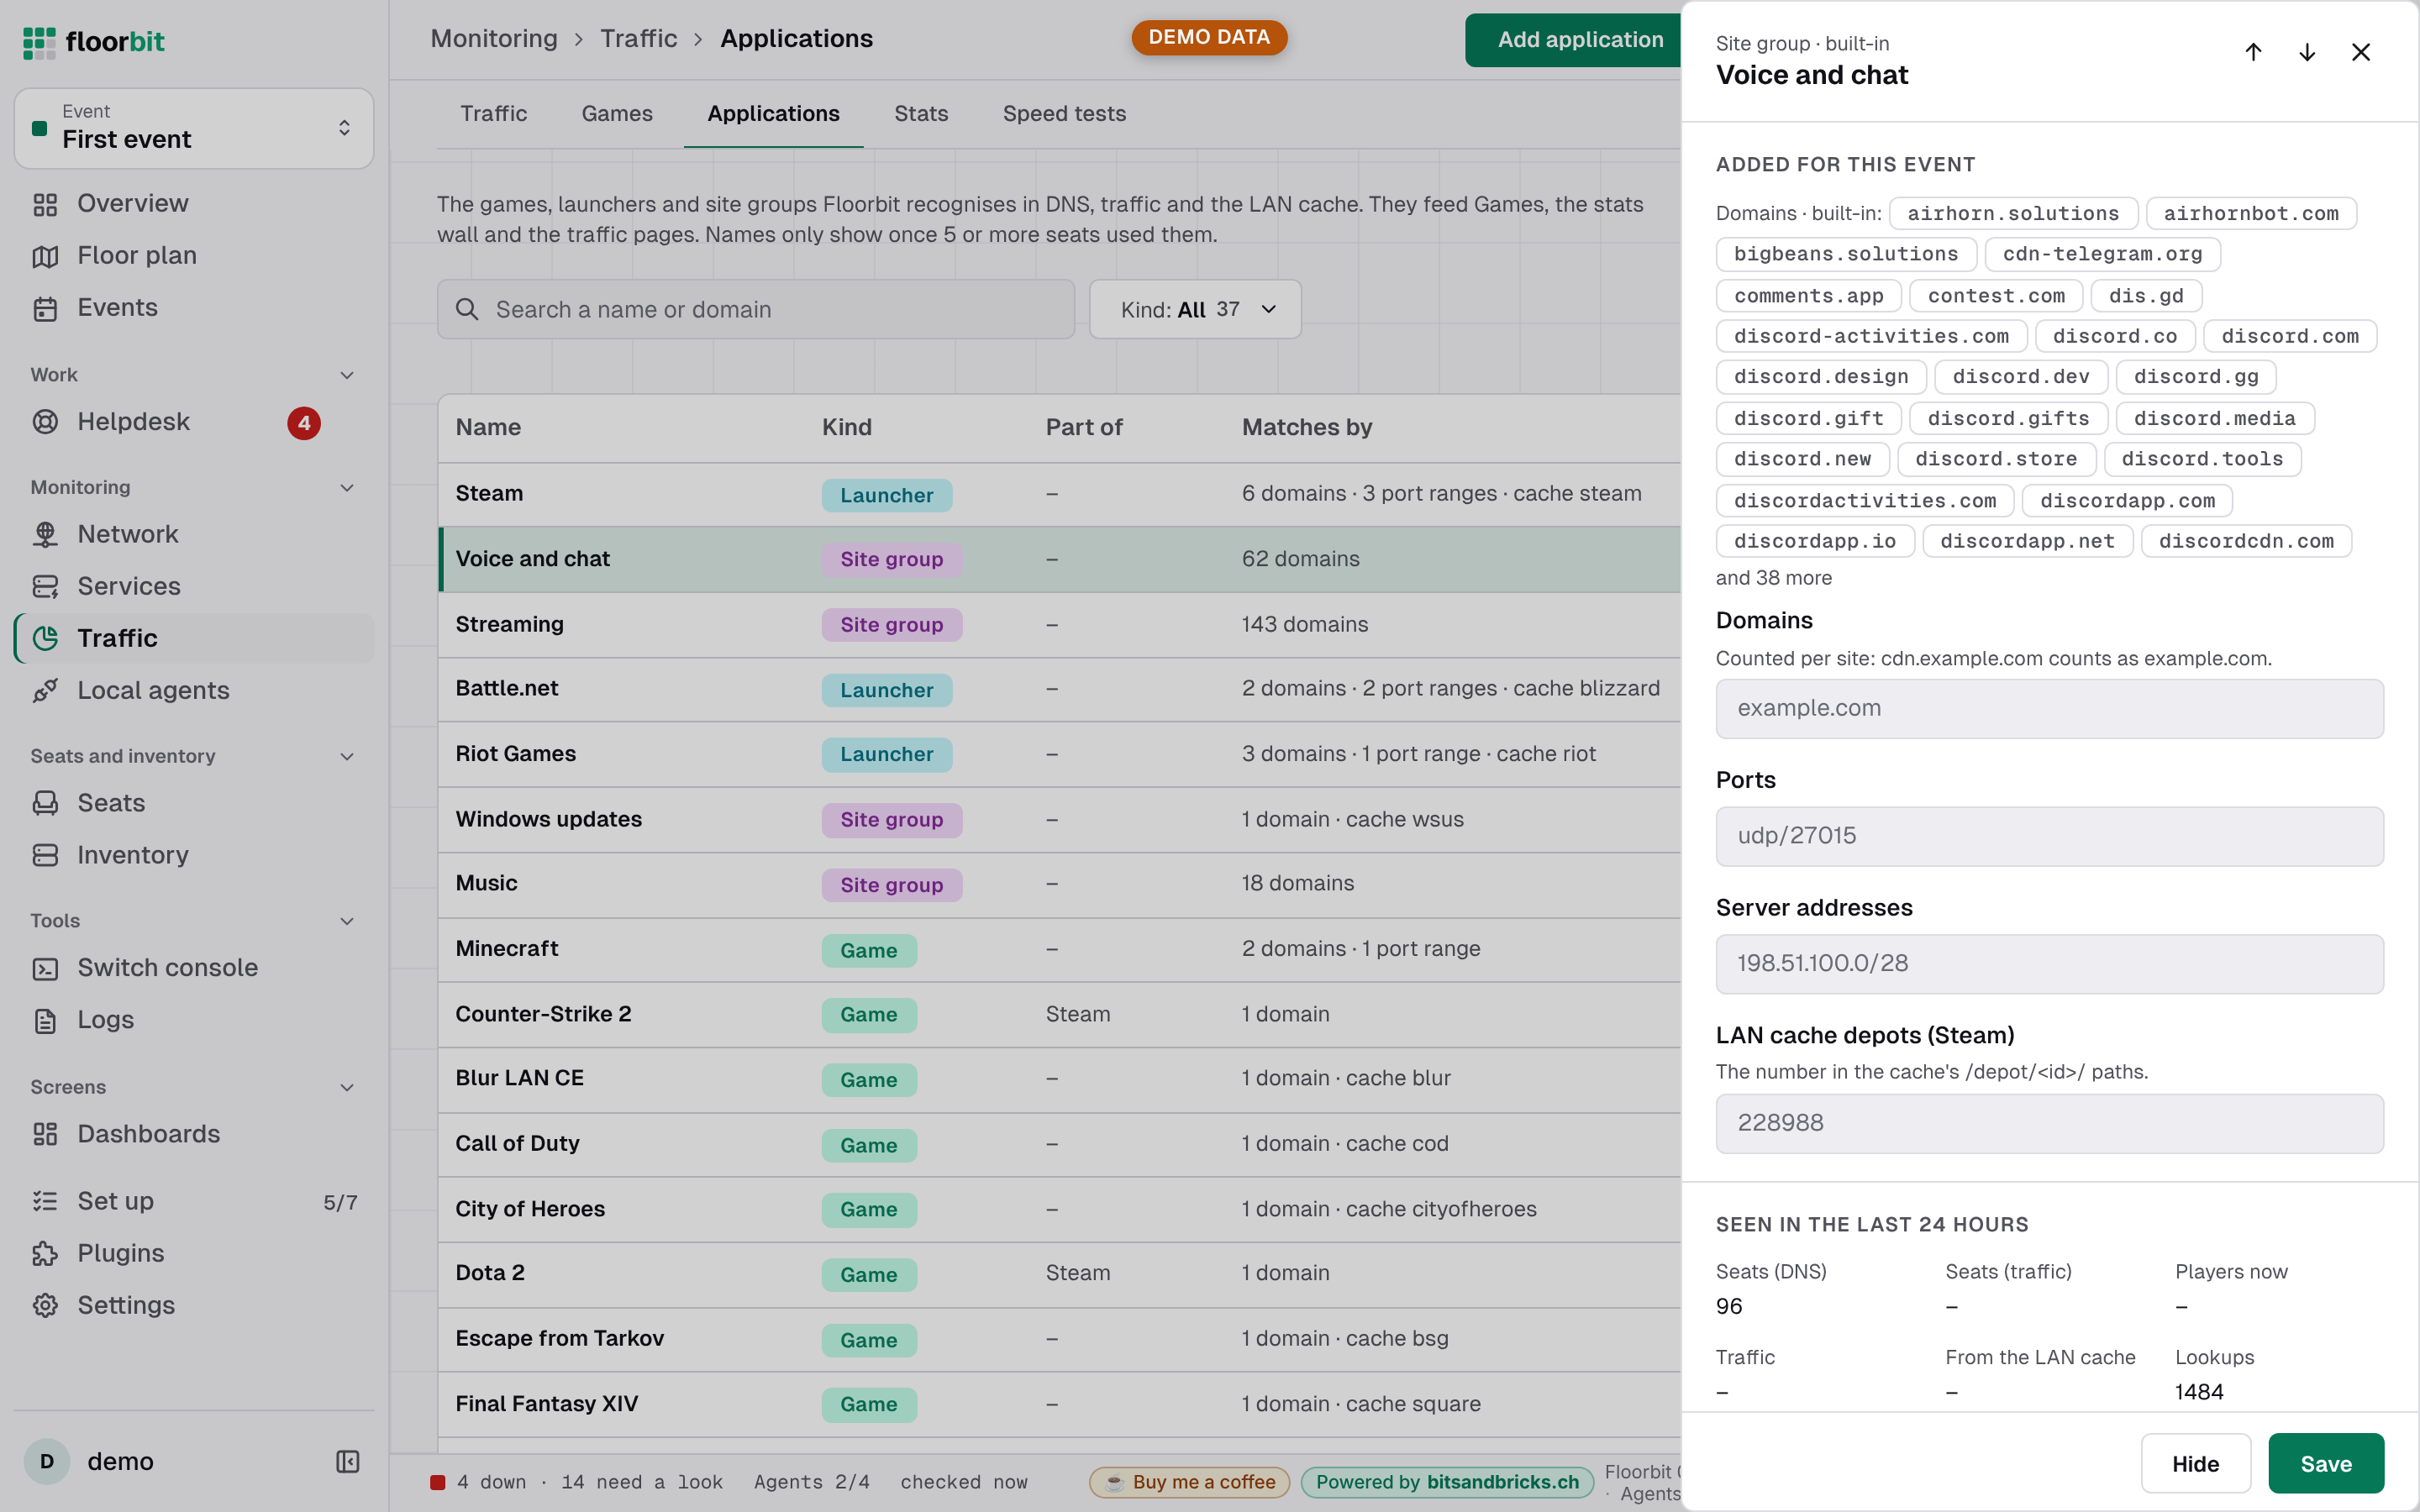 floorbit
Event
First event
Overview
Floor plan
Events
Work
Helpdesk 4
Monitoring
Network
Services
Traffic
Local agents
Seats and inventory
Seats
Inventory
Tools
Switch console
Logs
Screens
Dashboards
Set up 5/7
Plugins
Settings
D demo
Monitoring > Traffic > Applications
DEMO DATA
Add application
Traffic Games Applications Stats Speed tests
The games, launchers and site groups Floorbit recognises in DNS, traffic and the LAN cache. They feed Games, the stats
wall and the traffic pages. Names only show once 5 or more seats used them.
Search a name or domain
Kind: All 37
Name Kind Part of Matches by
Steam Launcher – 6 domains · 3 port ranges · cache steam
Voice and chat Site group – 62 domains
Streaming Site group – 143 domains
Battle.net Launcher – 2 domains · 2 port ranges · cache blizzard
Riot Games Launcher – 3 domains · 1 port range · cache riot
Windows updates Site group – 1 domain · cache wsus
Music Site group – 18 domains
Minecraft Game – 2 domains · 1 port range
Counter-Strike 2 Game Steam 1 domain
Blur LAN CE Game – 1 domain · cache blur
Call of Duty Game – 1 domain · cache cod
City of Heroes Game – 1 domain · cache cityofheroes
Dota 2 Game Steam 1 domain
Escape from Tarkov Game – 1 domain · cache bsg
Final Fantasy XIV Game – 1 domain · cache square
4 down · 14 need a look Agents 2/4 checked now
☕ Buy me a coffee
Powered by bitsandbricks.ch
Floorbit
· Agents
Site group · built-in
Voice and chat
ADDED FOR THIS EVENT
Domains · built-in: airhorn.solutions airhornbot.com
bigbeans.solutions cdn-telegram.org
comments.app contest.com dis.gd
discord-activities.com discord.co discord.com
discord.design discord.dev discord.gg
discord.gift discord.gifts discord.media
discord.new discord.store discord.tools
discordactivities.com discordapp.com
discordapp.io discordapp.net discordcdn.com
and 38 more
Domains
Counted per site: cdn.example.com counts as example.com.
example.com
Ports
udp/27015
Server addresses
198.51.100.0/28
LAN cache depots (Steam)
The number in the cache's /depot/<id>/ paths.
228988
SEEN IN THE LAST 24 HOURS
Seats (DNS) Seats (traffic) Players now
96 – –
Traffic From the LAN cache Lookups
– – 1484
Hide Save